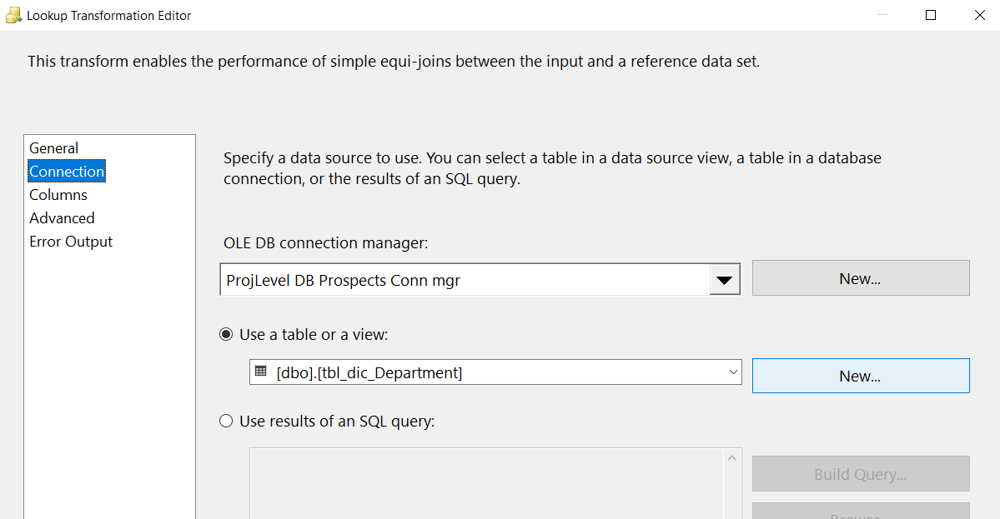 Lookup Transformation Editor
This transform enables the performance of simple equi-joins between the input and a reference data set.
General
Connection
Columns
Advanced
Error Output
Specify a data source to use. You can select a table in a data source view, a table in a database
connection, or the results of an SQL query.
OLE DB connection manager:
ProjLevel DB Prospects Conn mgr
New...
Use a table or a view:
[dbo].[tbl_dic_Department]
New...
Use results of an SQL query:
Build Query...
Browse...